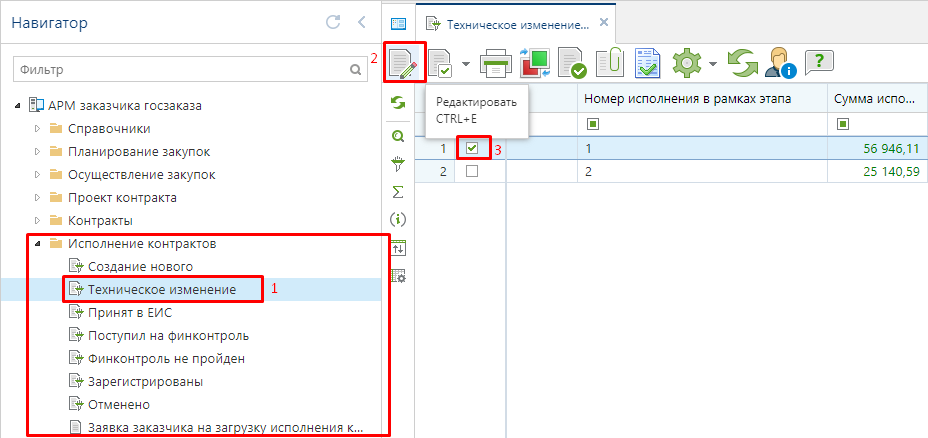 Навигатор
Фильтр
АРМ заказчика госзаказа
Справочники
Планирование закупок
Осуществление закупок
Проект контракта
Контракты
Исполнение контрактов
Создание нового
Техническое изменение
1
Принят в ЕИС
Поступил на финконтроль
Финконтроль не пройден
Зарегистрированы
Отменено
Заявка заказчика на загрузку исполнения к...
Техническое изменение...
2
Редактировать
CTRL+E
Номер исполнения в рамках этапа
Сумма испо...
1
3
1
56 946,11
2
2
25 140,59